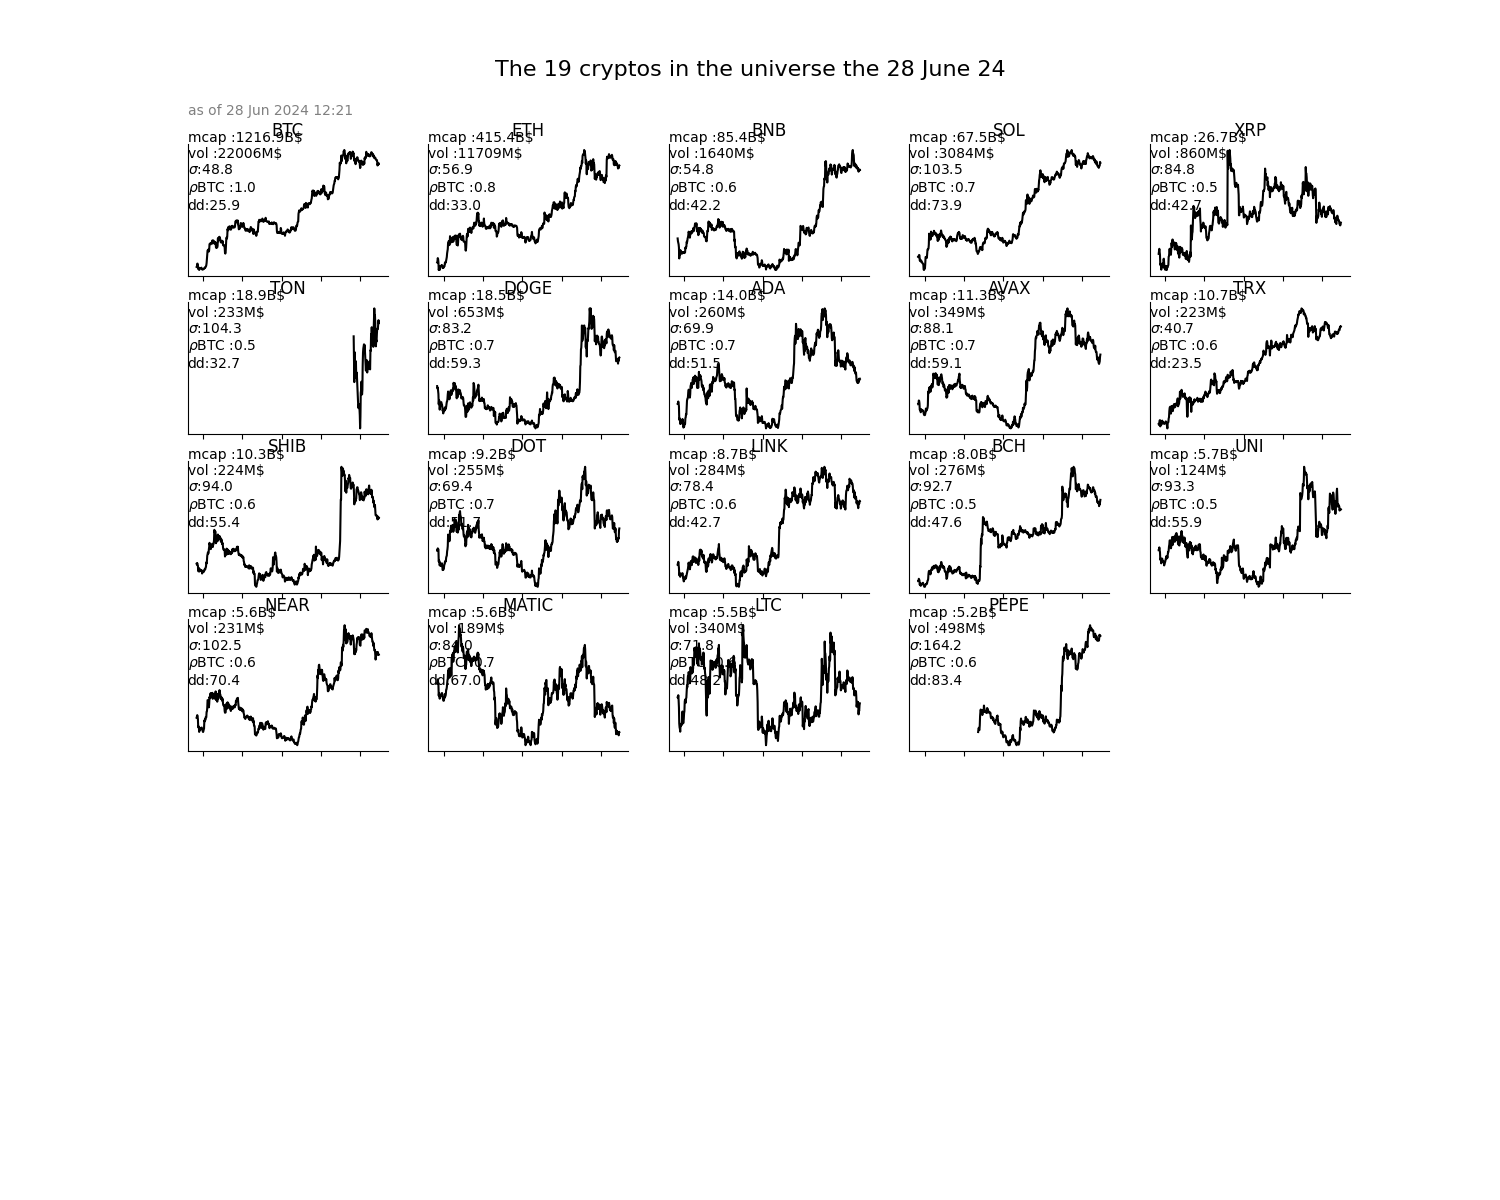 The 19 cryptos in the universe the 28 June 24
as of 28 Jun 2024 12:21
BTC
mcap :1216.9B$
vol :22006M$
σ:48.8
ρBTC :1.0
dd:25.9
ETH
mcap :415.4B$
vol :11709M$
σ:56.9
ρBTC :0.8
dd:33.0
BNB
mcap :85.4B$
vol :1640M$
σ:54.8
ρBTC :0.6
dd:42.2
SOL
mcap :67.5B$
vol :3084M$
σ:103.5
ρBTC :0.7
dd:73.9
XRP
mcap :26.7B$
vol :860M$
σ:84.8
ρBTC :0.5
dd:42.7
TON
mcap :18.9B$
vol :233M$
σ:104.3
ρBTC :0.5
dd:32.7
DOGE
mcap :18.5B$
vol :653M$
σ:83.2
ρBTC :0.7
dd:59.3
ADA
mcap :14.0B$
vol :260M$
σ:69.9
ρBTC :0.7
dd:51.5
AVAX
mcap :11.3B$
vol :349M$
σ:88.1
ρBTC :0.7
dd:59.1
TRX
mcap :10.7B$
vol :223M$
σ:40.7
ρBTC :0.6
dd:23.5
SHIB
mcap :10.3B$
vol :224M$
σ:94.0
ρBTC :0.6
dd:55.4
DOT
mcap :9.2B$
vol :255M$
σ:69.4
ρBTC :0.7
dd:51.7
LINK
mcap :8.7B$
vol :284M$
σ:78.4
ρBTC :0.6
dd:42.7
BCH
mcap :8.0B$
vol :276M$
σ:92.7
ρBTC :0.5
dd:47.6
UNI
mcap :5.7B$
vol :124M$
σ:93.3
ρBTC :0.5
dd:55.9
NEAR
mcap :5.6B$
vol :231M$
σ:102.5
ρBTC :0.6
dd:70.4
MATIC
mcap :5.6B$
vol :189M$
σ:84.0
ρBTC :0.7
dd:67.0
LTC
mcap :5.5B$
vol :340M$
σ:71.8
ρBTC
dd:48.2
PEPE
mcap :5.2B$
vol :498M$
σ:164.2
ρBTC :0.6
dd:83.4